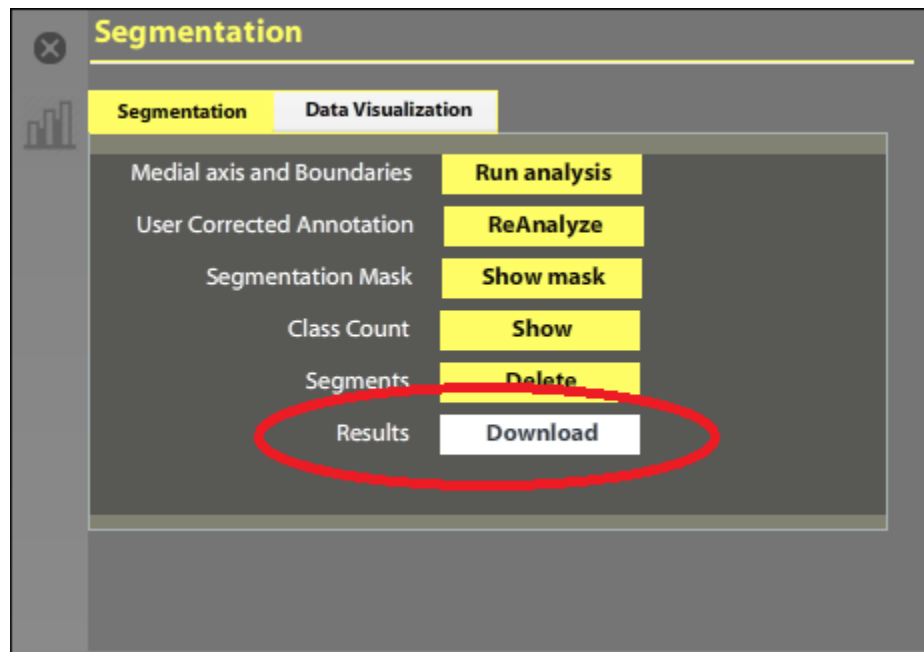 Segmentation
Segmentation Data Visualization
Medial axis and Boundaries Run analysis
User Corrected Annotation ReAnalyze
Segmentation Mask Show mask
Class Count Show
Segments Delete
Results Download